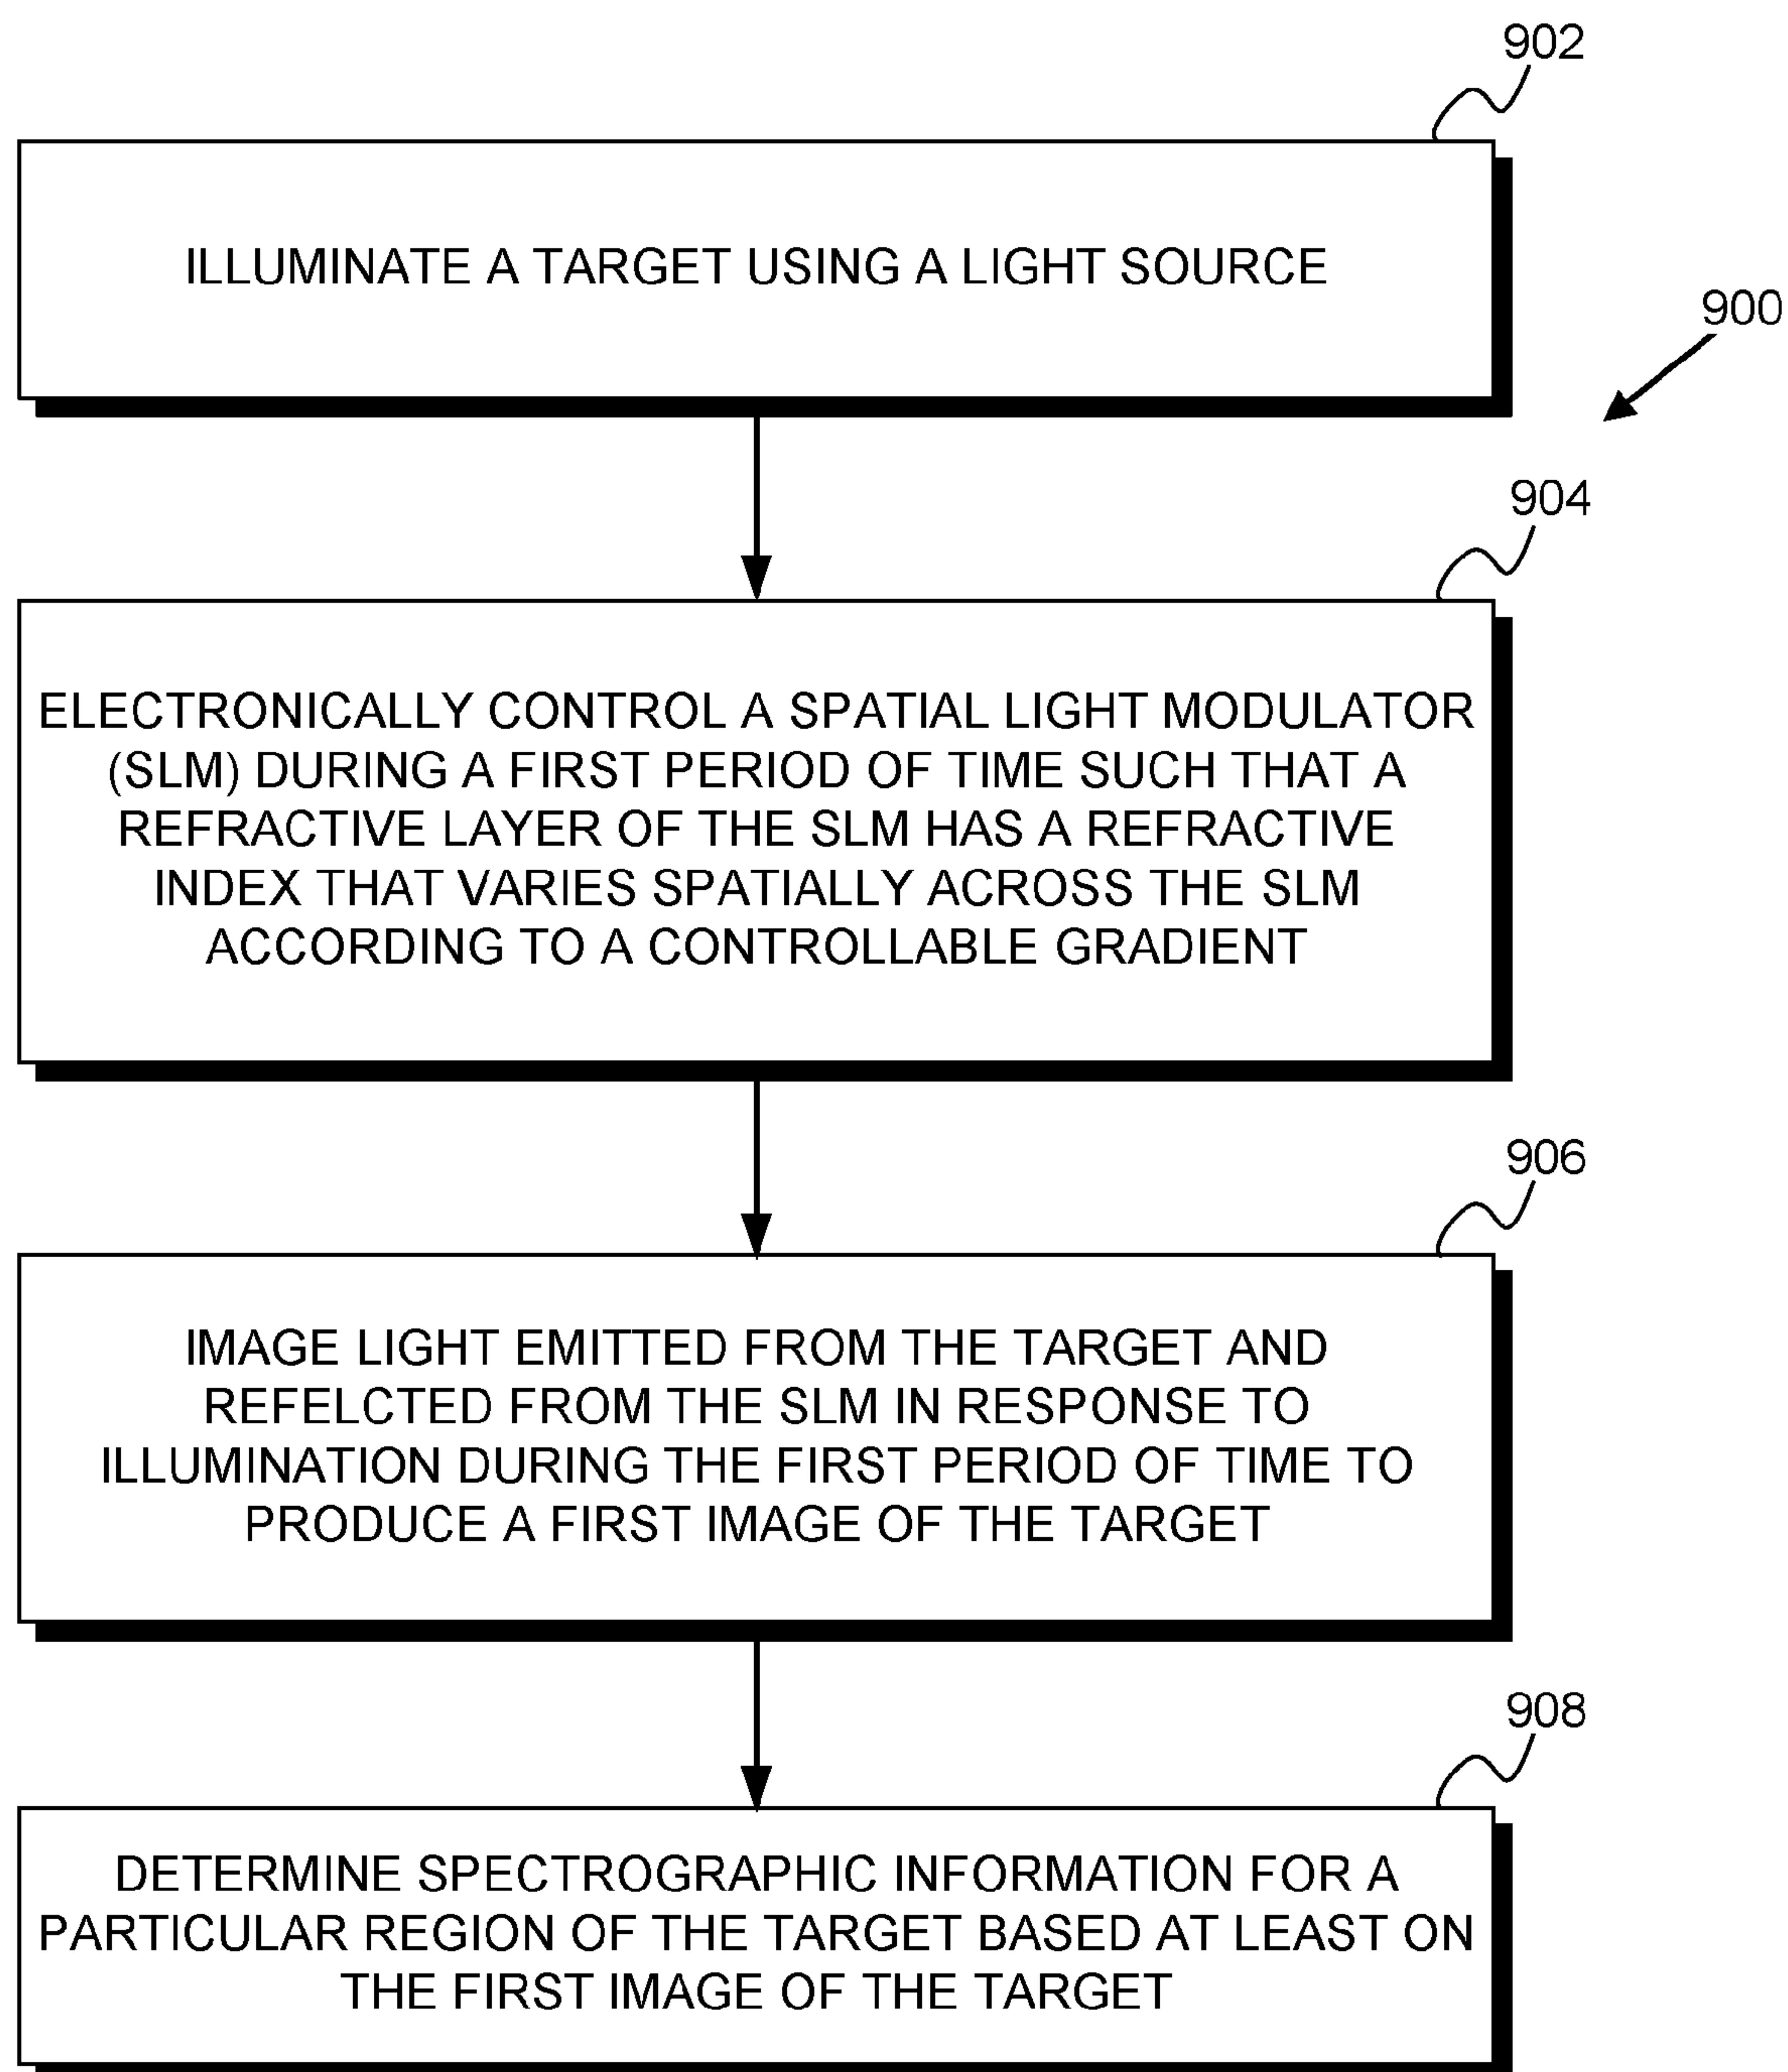 902
ILLUMINATE A TARGET USING A LIGHT SOURCE
900
904
ELECTRONICALLY CONTROL A SPATIAL LIGHT MODULATOR
(SLM) DURING A FIRST PERIOD OF TIME SUCH THAT A
REFRACTIVE LAYER OF THE SLM HAS A REFRACTIVE
INDEX THAT VARIES SPATIALLY ACROSS THE SLM
ACCORDING TO A CONTROLLABLE GRADIENT
906
IMAGE LIGHT EMITTED FROM THE TARGET AND
REFELCTED FROM THE SLM IN RESPONSE TO
ILLUMINATION DURING THE FIRST PERIOD OF TIME TO
PRODUCE A FIRST IMAGE OF THE TARGET
908
DETERMINE SPECTROGRAPHIC INFORMATION FOR A
PARTICULAR REGION OF THE TARGET BASED AT LEAST ON
THE FIRST IMAGE OF THE TARGET